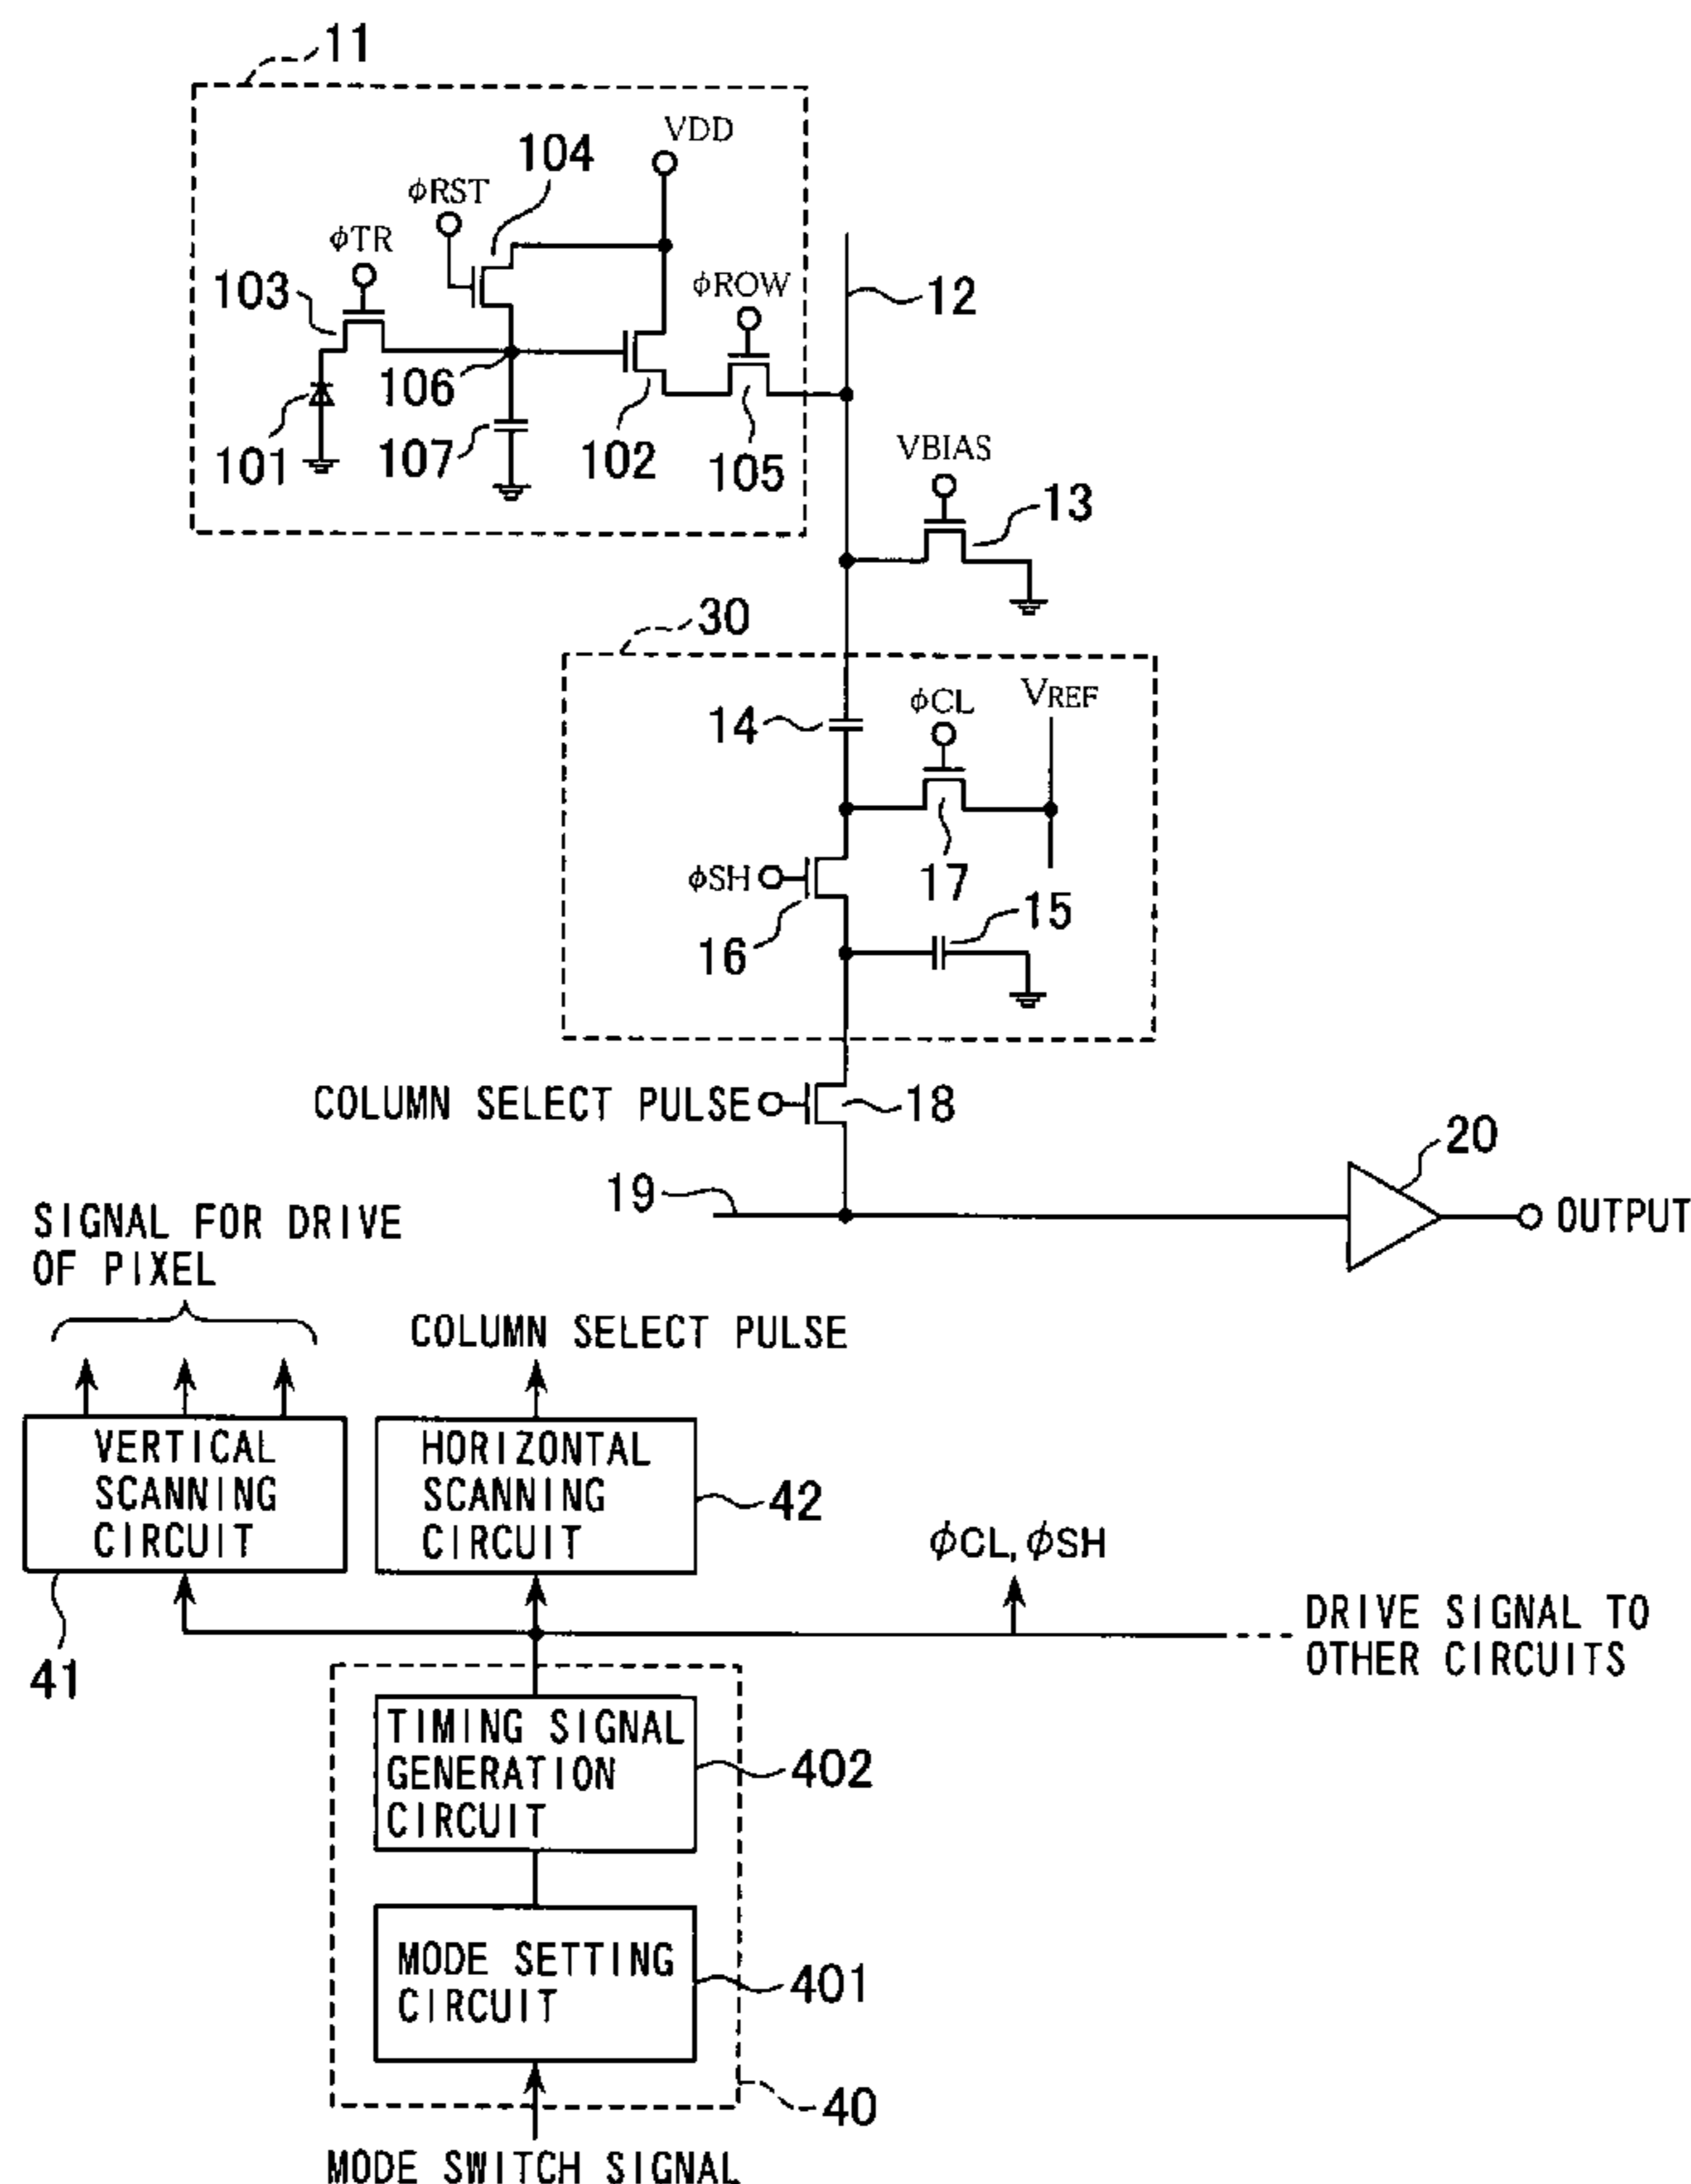 11
VDD
104
φRST
φTR
103
φROW
12
106
101
107
102
105
VBIAS
13
30
VREF
φCL
14
17
φSH
15
16
COLUMN SELECT PULSE
18
20
19
OUTPUT
SIGNAL FOR DRIVE
OF PIXEL
COLUMN SELECT PULSE
VERTICAL
SCANNING
CIRCUIT
HORIZONTAL
SCANNING
CIRCUIT
42
φCL, φSH
DRIVE SIGNAL TO
OTHER CIRCUITS
41
TIMING SIGNAL
GENERATION
CIRCUIT
402
MODE SETTING
CIRCUIT
401
40
MODE SWITCH SIGNAL